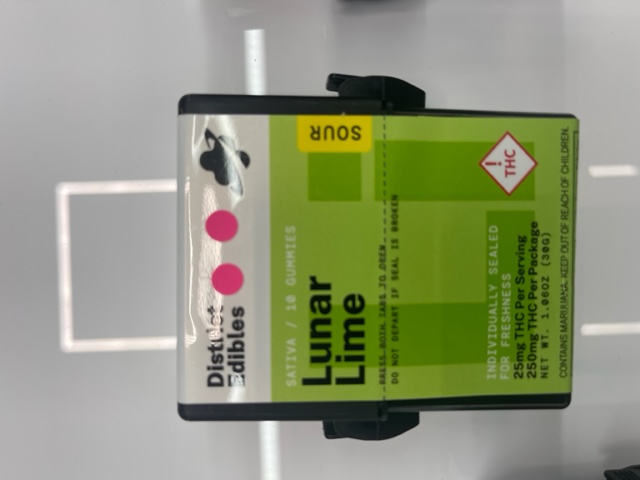 District
Edibles
SOUR
SATIVA / 10 GUMMIES
Lunar
Lime
PRESS BOTH TABS TO OPEN
DO NOT DEPART IF SEAL IS BROKEN
INDIVIDUALLY SEALED
FOR FRESHNESS
! THC
25mg THC Per Serving
250mg THC Per Package
NET WT. 1.06OZ (30G)
CONTAINS MARIJUANA. KEEP OUT OF REACH OF CHILDREN.